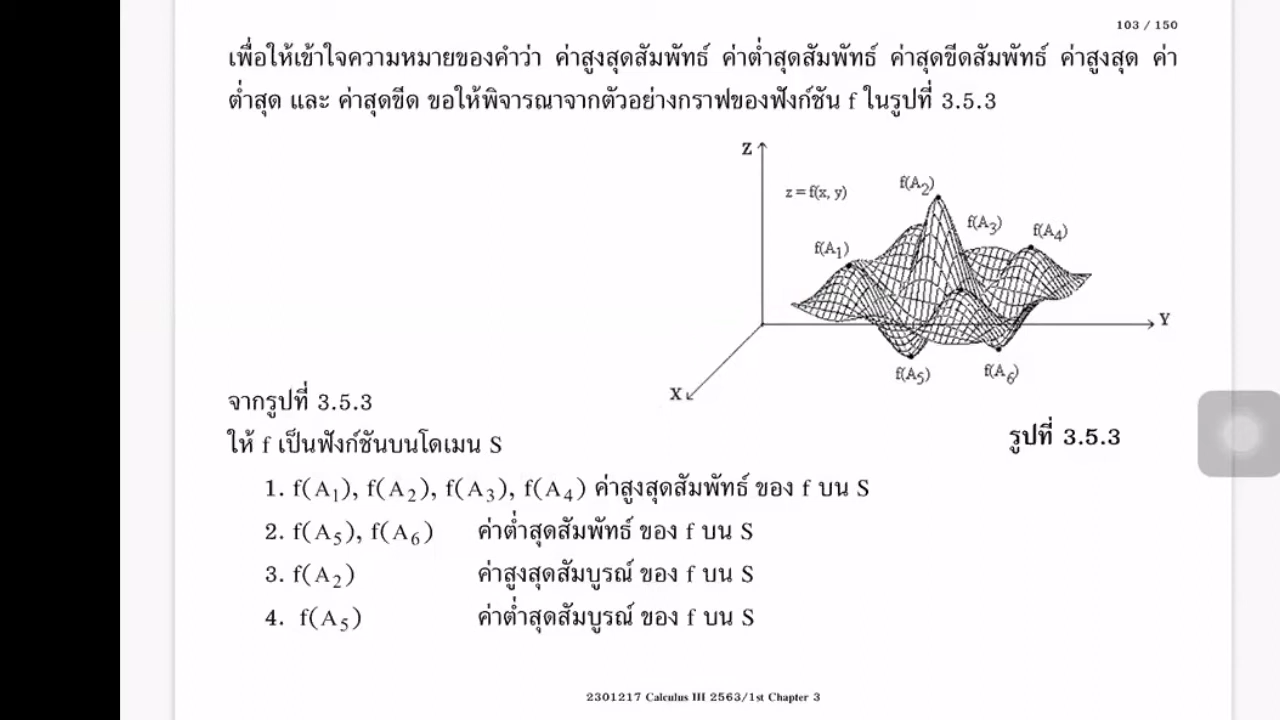 103 / 150
เพื่อให้เข้าใจความหมายของคำว่า ค่าสูงสุดสัมพัทธ์ ค่าต่ำสุดสัมพัทธ์ ค่าสุดขีดสัมพัทธ์ ค่าสูงสุด ค่า
ต่ำสุด และ ค่าสุดขีด ขอให้พิจารณาจากตัวอย่างกราฟของฟังก์ชัน f ในรูปที่ 3.5.3
Z
z = f(x, y)
f(A₂)
f(A₃)
f(A₄)
f(A₁)
Y
f(A₅)
f(A₆)
X
จากรูปที่ 3.5.3
รูปที่ 3.5.3
ให้ f เป็นฟังก์ชันบนโดเมน S
1. f(A₁), f(A₂), f(A₃), f(A₄) ค่าสูงสุดสัมพัทธ์ ของ f บน S
2. f(A₅), f(A₆) ค่าต่ำสุดสัมพัทธ์ ของ f บน S
3. f(A₂) ค่าสูงสุดสัมบูรณ์ ของ f บน S
4. f(A₅) ค่าต่ำสุดสัมบูรณ์ ของ f บน S
2301217 Calculus III 2563/1st Chapter 3